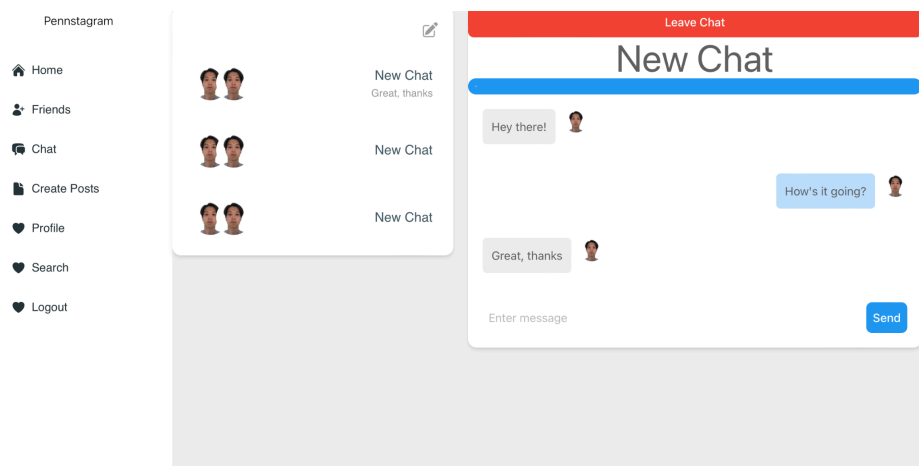 Pennstagram
Home
Friends
Chat
Create Posts
Profile
Search
Logout
New Chat
Great, thanks
New Chat
New Chat
Leave Chat
New Chat
Hey there!
How's it going?
Great, thanks
Enter message
Send